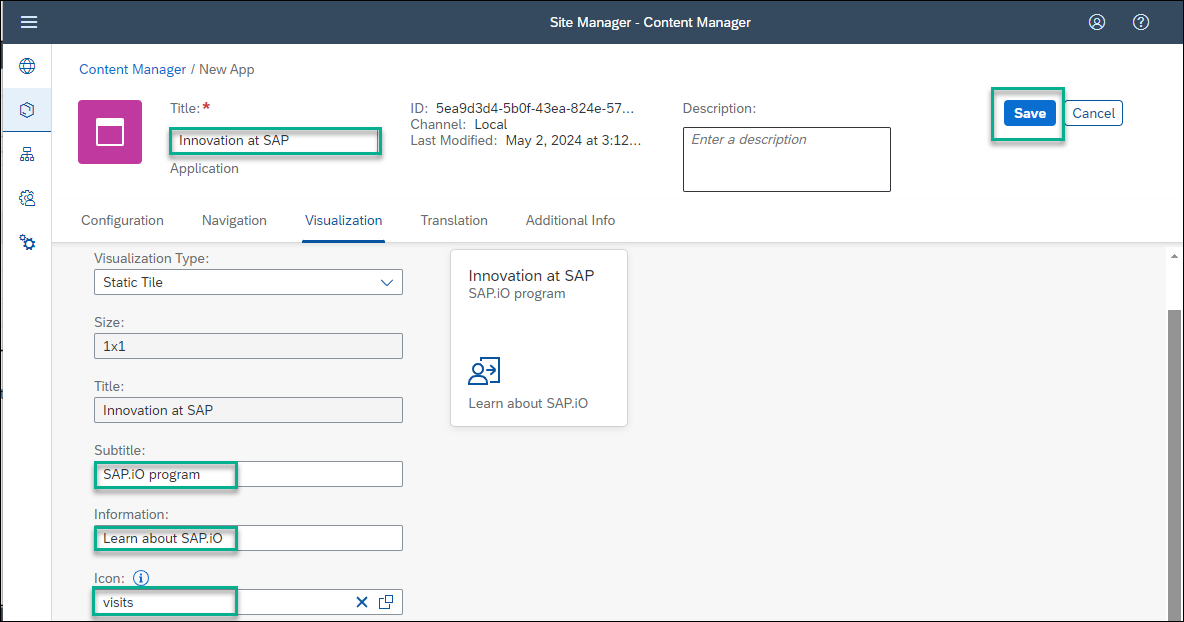 Site Manager - Content Manager
Content Manager / New App
Title: *
Innovation at SAP
Application
ID: 5ea9d3d4-5b0f-43ea-824e-57...
Channel: Local
Last Modified: May 2, 2024 at 3:12...
Description:
Enter a description
Save
Cancel
Configuration
Navigation
Visualization
Translation
Additional Info
Visualization Type:
Static Tile
Size:
1x1
Title:
Innovation at SAP
Subtitle:
SAP.iO program
Information:
Learn about SAP.iO
Icon:
visits
Innovation at SAP
SAP.iO program
Learn about SAP.iO